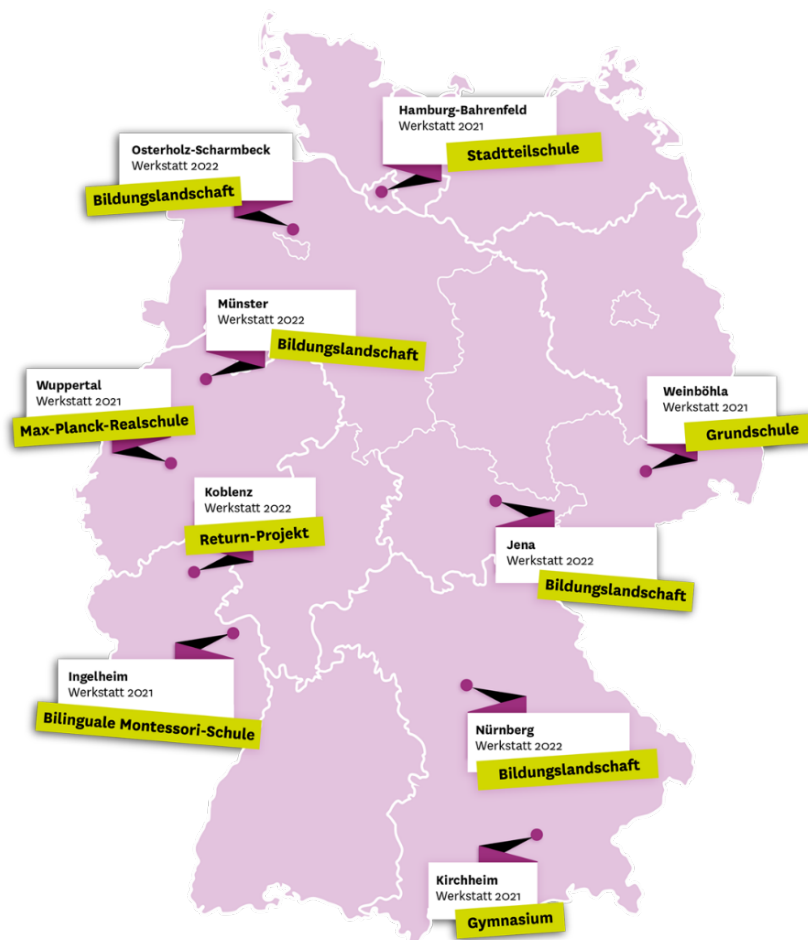 Hamburg-Bahrenfeld
Werkstatt 2021
Stadtteilschule
Osterholz-Scharmbeck
Werkstatt 2022
Bildungslandschaft
Münster
Werkstatt 2022
Bildungslandschaft
Wuppertal
Werkstatt 2021
Max-Planck-Realschule
Weinböhla
Werkstatt 2021
Grundschule
Koblenz
Werkstatt 2022
Return-Projekt
Jena
Werkstatt 2022
Bildungslandschaft
Ingelheim
Werkstatt 2021
Bilinguale Montessori-Schule
Nürnberg
Werkstatt 2022
Bildungslandschaft
Kirchheim
Werkstatt 2021
Gymnasium